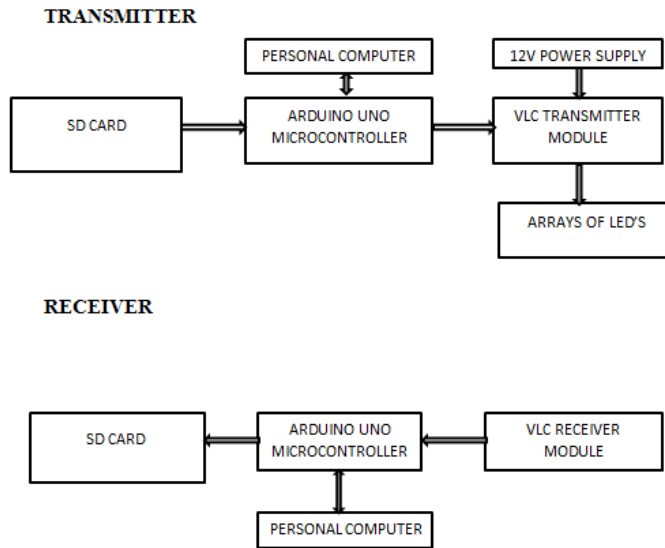 TRANSMITTER
PERSONAL COMPUTER
12V POWER SUPPLY
SD CARD
ARDUINO UNO
MICROCONTROLLER
VLC TRANSMITTER
MODULE
ARRAYS OF LED'S
RECEIVER
SD CARD
ARDUINO UNO
MICROCONTROLLER
VLC RECEIVER
MODULE
PERSONAL COMPUTER